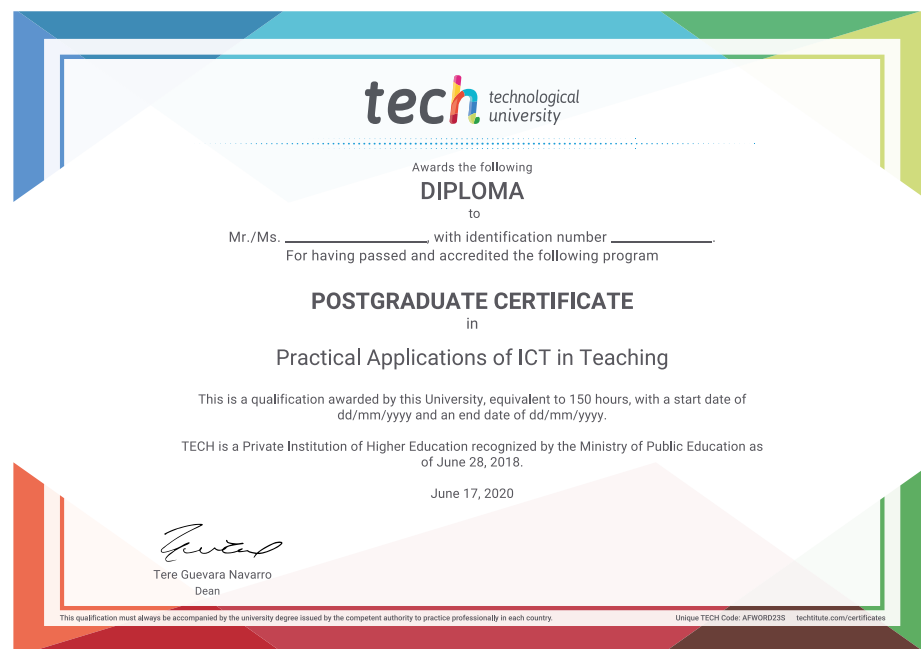 tech technological
university
Awards the following
DIPLOMA
to
Mr./Ms. ____________, with identification number ____________.
For having passed and accredited the following program
POSTGRADUATE CERTIFICATE
in
Practical Applications of ICT in Teaching
This is a qualification awarded by this University, equivalent to 150 hours, with a start date of
dd/mm/yyyy and an end date of dd/mm/yyyy.
TECH is a Private Institution of Higher Education recognized by the Ministry of Public Education as
of June 28, 2018.
June 17, 2020
Tere Guevara Navarro
Dean
This qualification must always be accompanied by the university degree issued by the competent authority to practice professionally in each country. Unique TECH Code: AFWORD23S techtitute.com/certificates